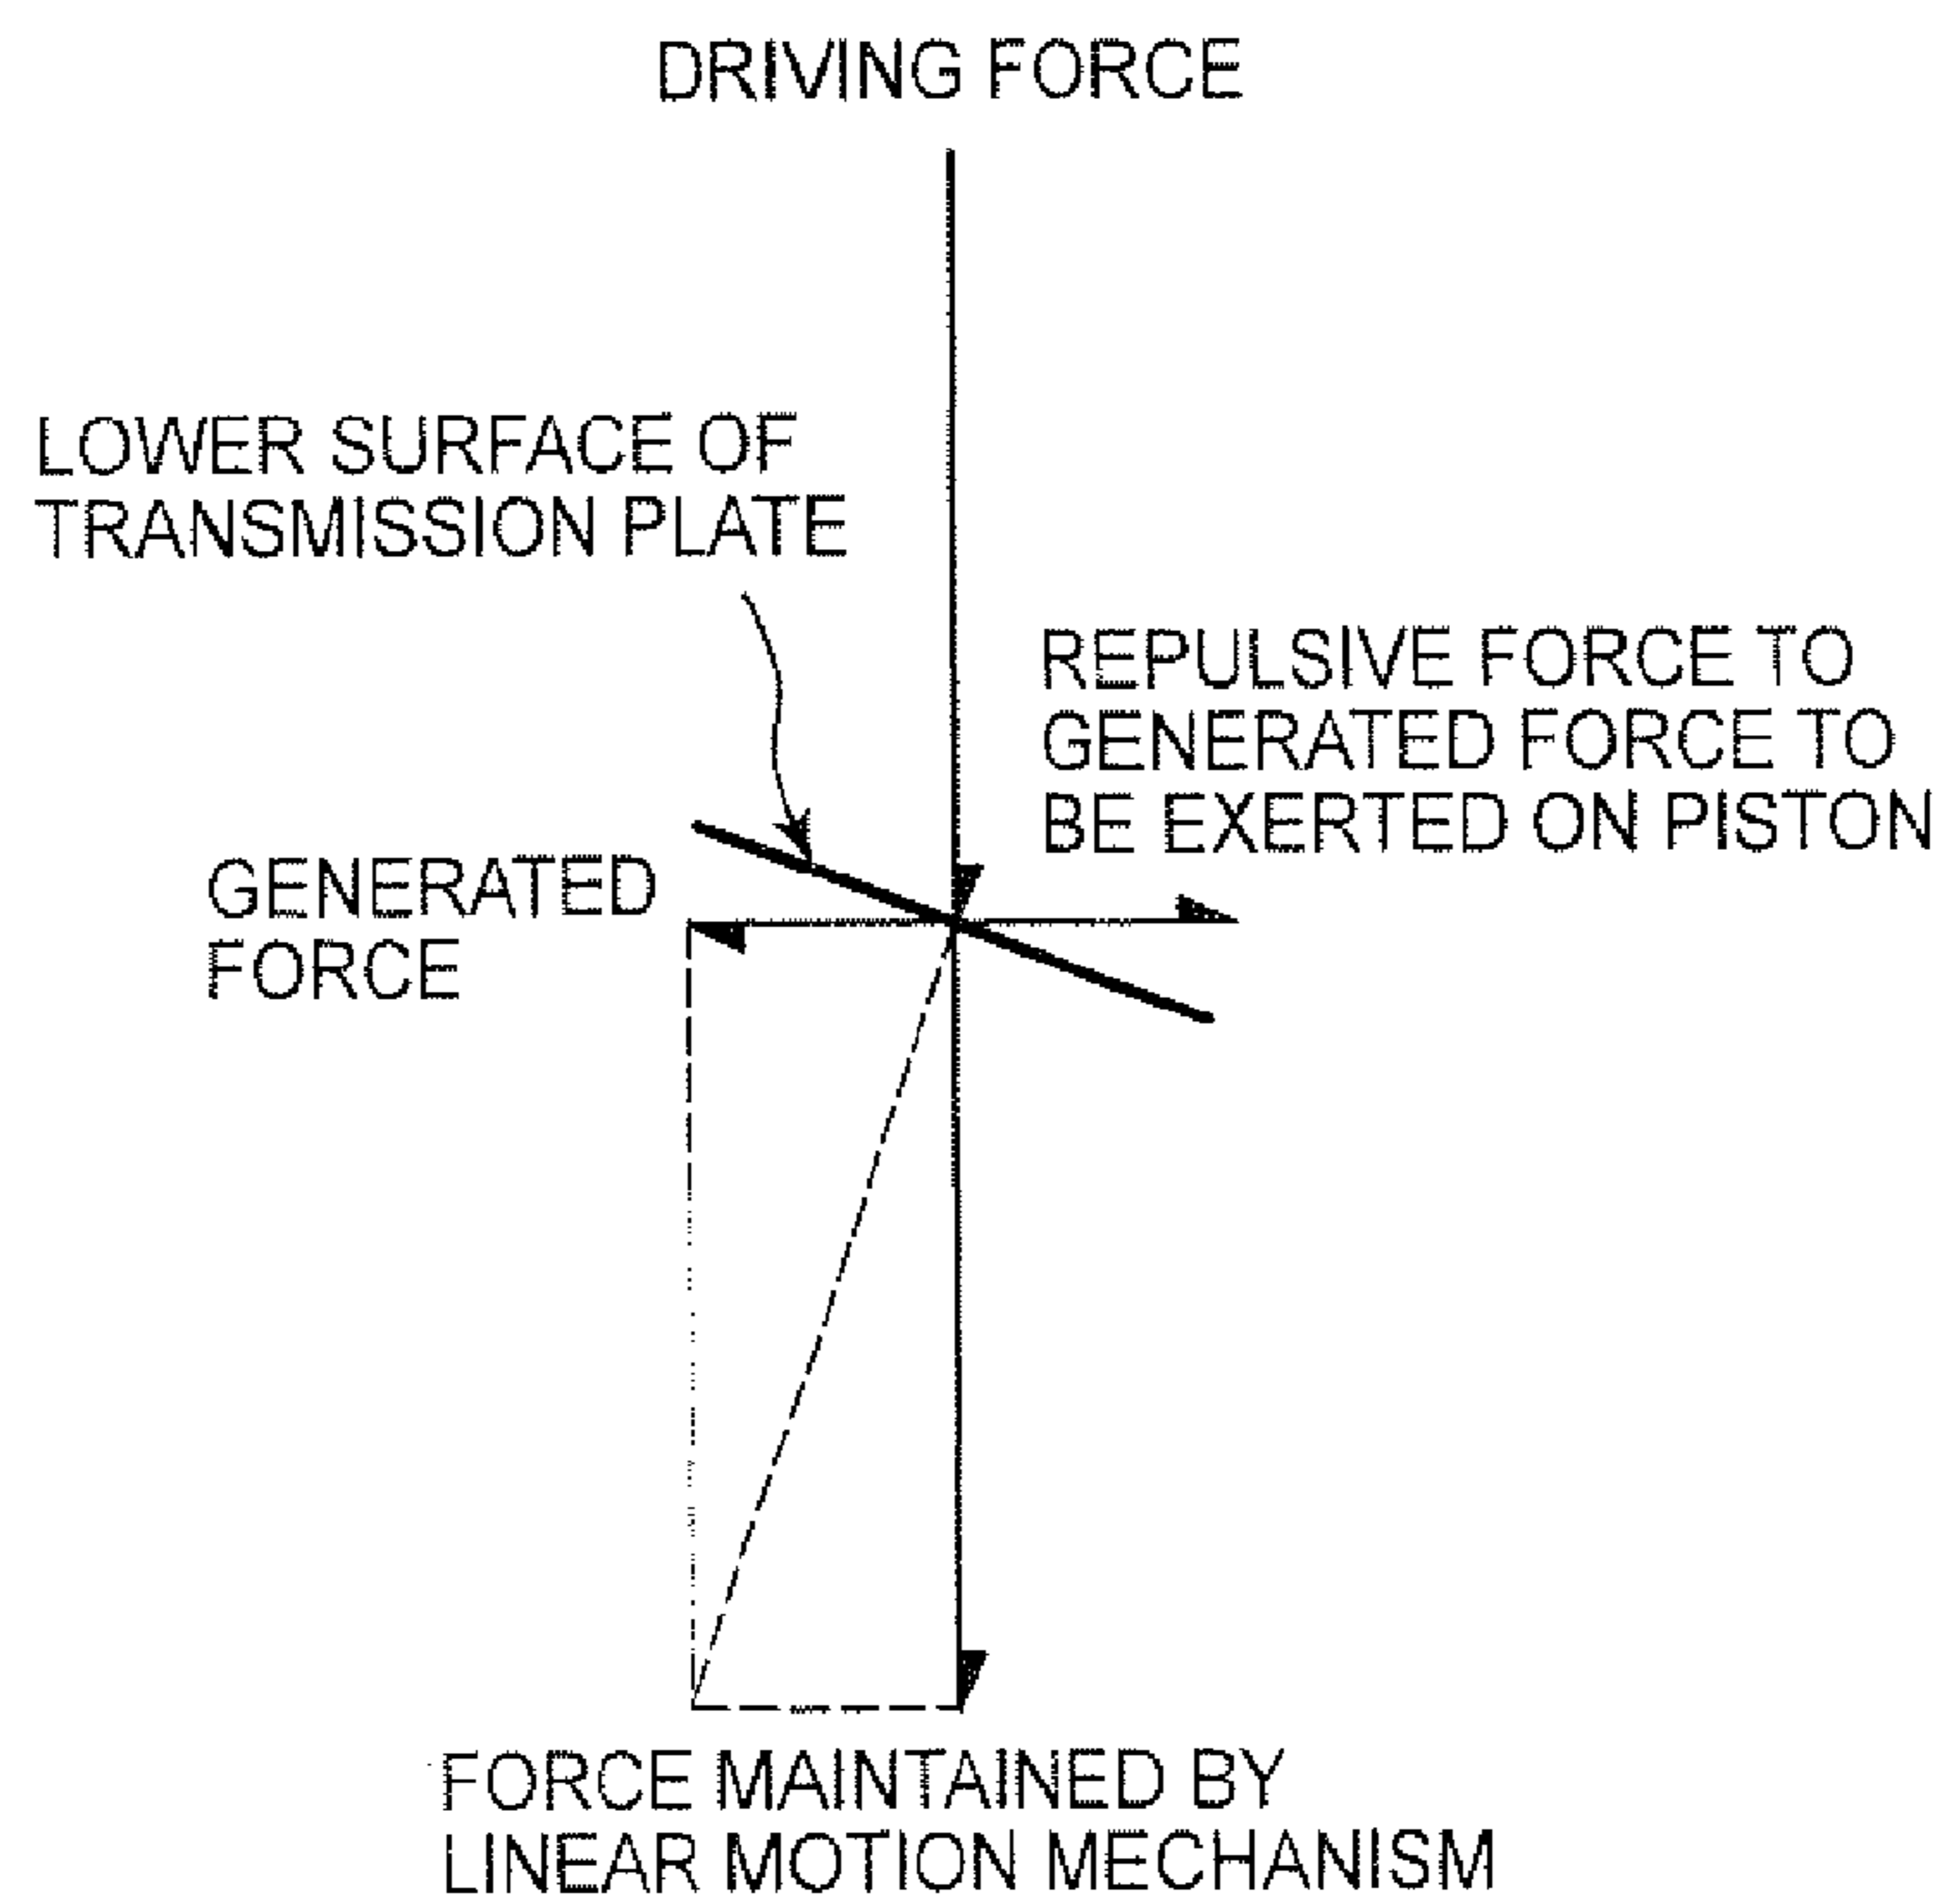 DRIVING FORCE
LOWER SURFACE OF
TRANSMISSION PLATE
REPULSIVE FORCE TO
GENERATED FORCE TO
BE EXERTED ON PISTON
GENERATED
FORCE
FORCE MAINTAINED BY
LINEAR MOTION MECHANISM